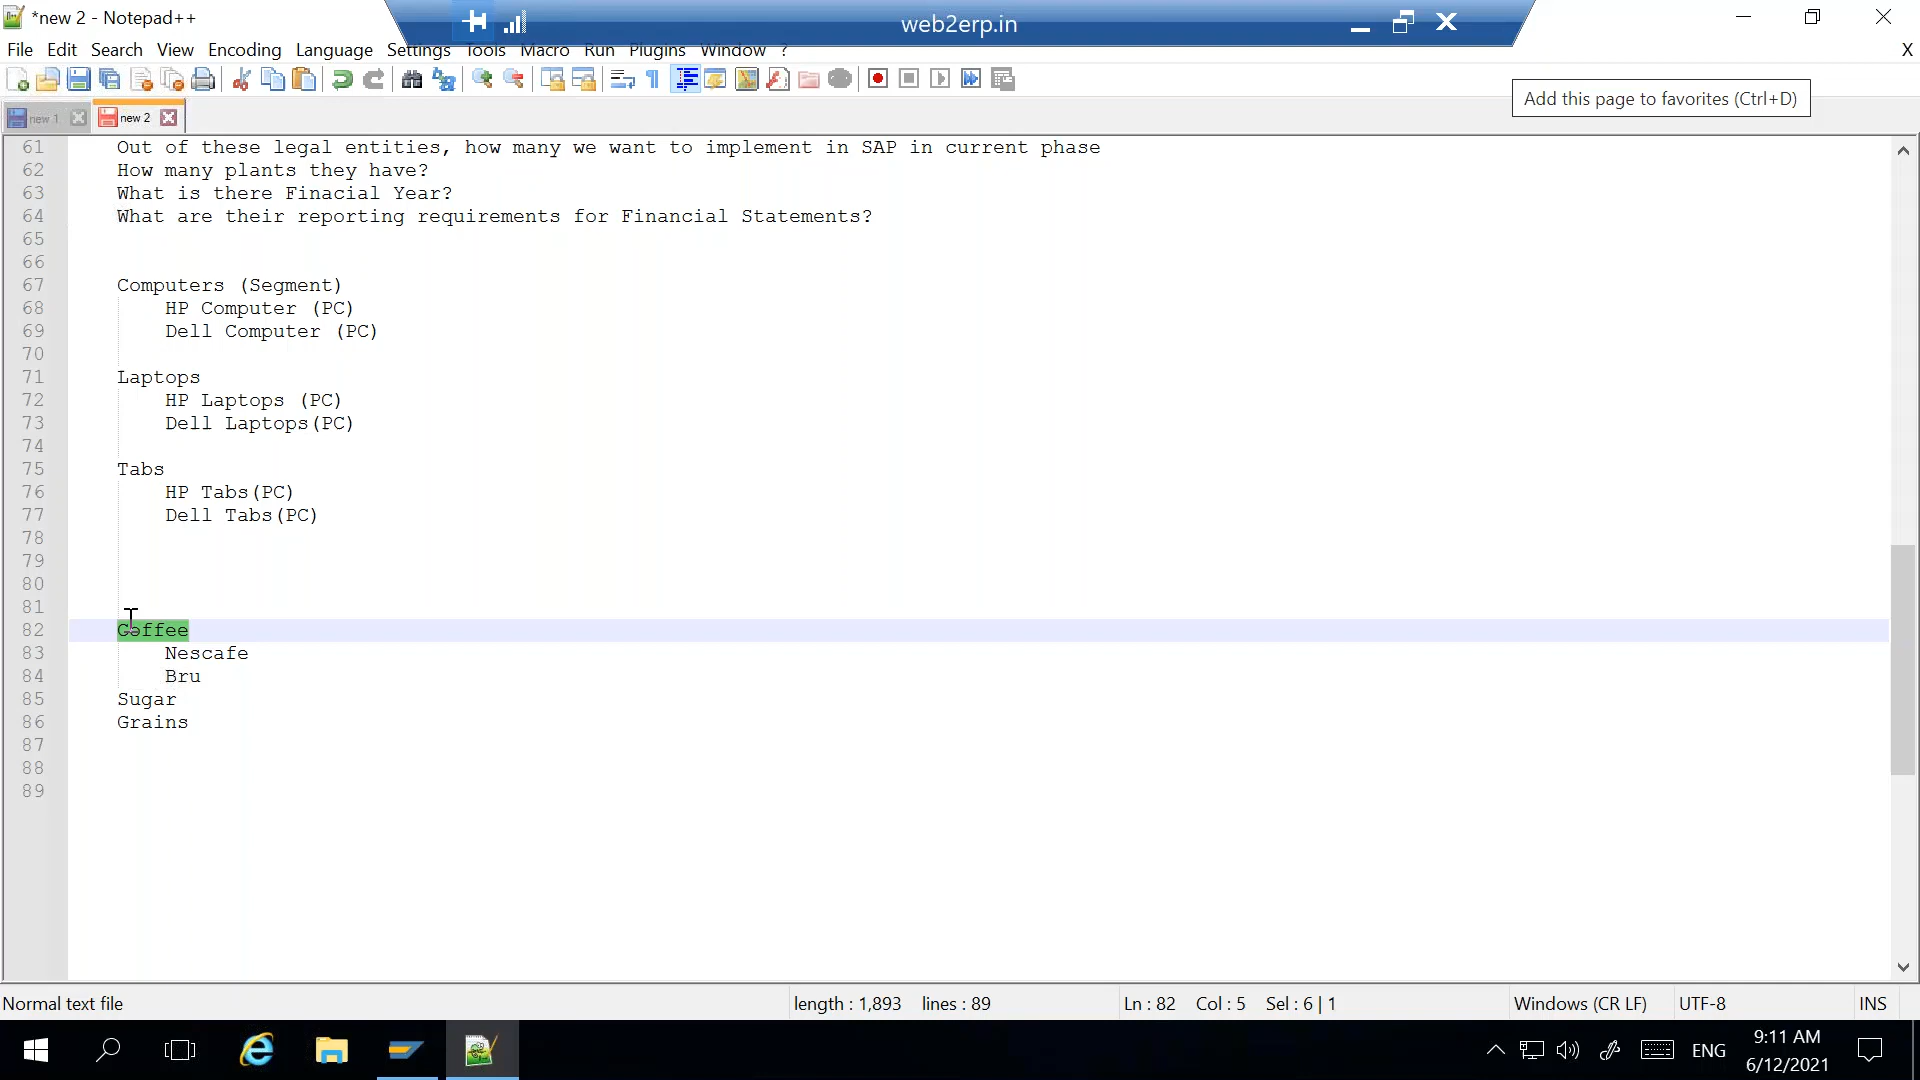 *new 2 - Notepad++
web2erp.in
File Edit Search View Encoding Language Settings Tools Macro Run Plugins Window ?
X
Add this page to favorites (Ctrl+D)
new 1
new 2
61 Out of these legal entities, how many we want to implement in SAP in current phase
62 How many plants they have?
63 What is there Finacial Year?
64 What are their reporting requirements for Financial Statements?
65
66
67 Computers (Segment)
68 HP Computer (PC)
69 Dell Computer (PC)
70
71 Laptops
72 HP Laptops (PC)
73 Dell Laptops(PC)
74
75 Tabs
76 HP Tabs(PC)
77 Dell Tabs(PC)
78
79
80
81
82 Coffee
83 Nescafe
84 Bru
85 Sugar
86 Grains
87
88
89
Normal text file length : 1,893 lines : 89 Ln : 82 Col : 5 Sel : 6 | 1 Windows (CR LF) UTF-8 INS
ENG
9:11 AM
6/12/2021